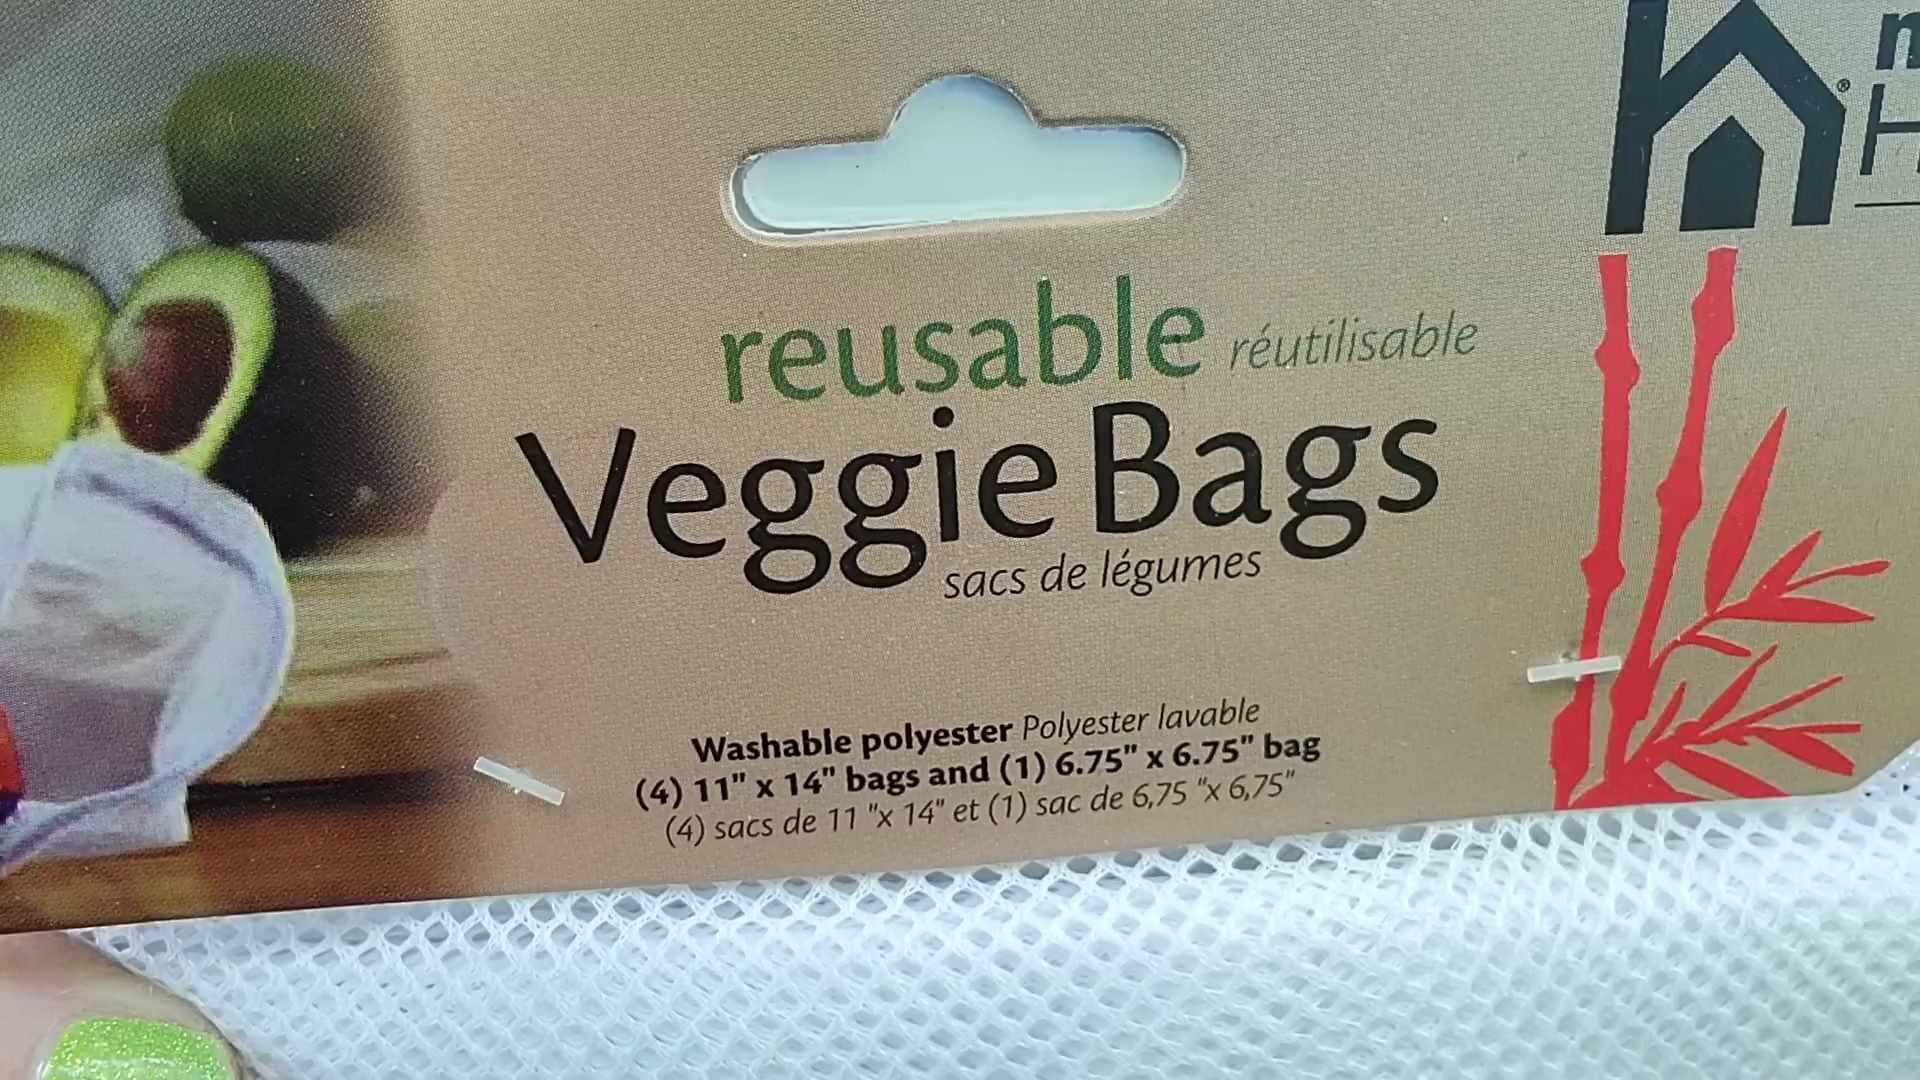 reusable réutilisable
Veggie Bags
sacs de légumes
Washable polyester Polyester lavable
(4) 11" x 14" bags and (1) 6.75" x 6.75" bag
(4) sacs de 11 "x 14" et (1) sac de 6,75 "x 6,75"